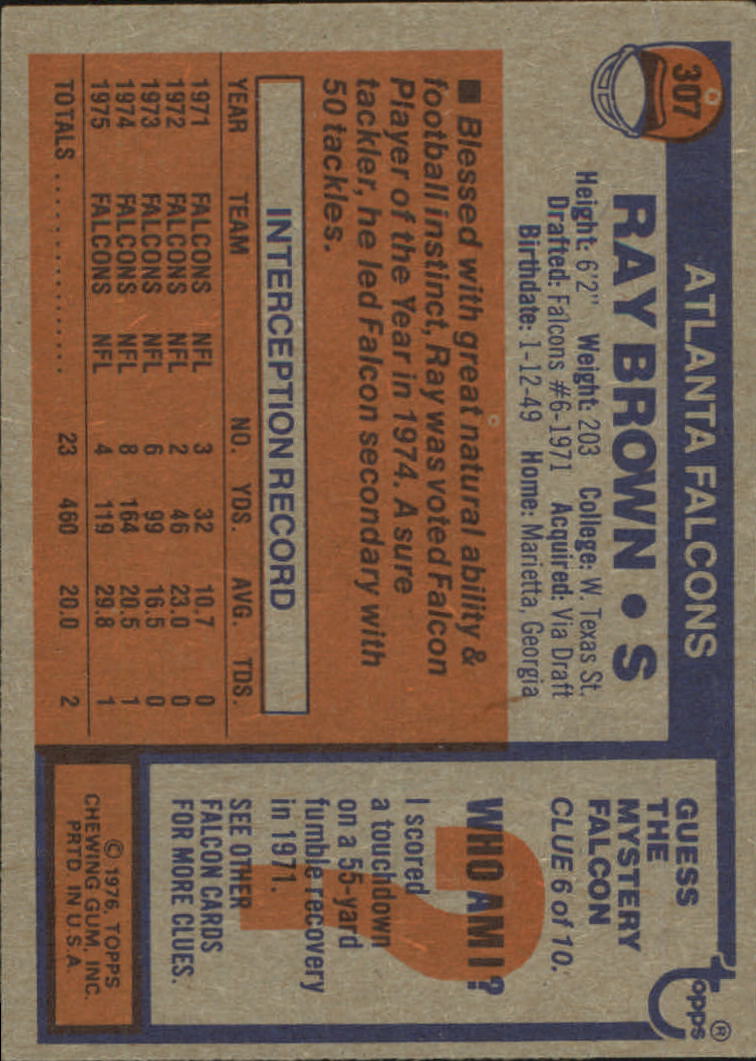 307
ATLANTA FALCONS
RAY BROWN • S
Height: 6'2" Weight: 203 College: W. Texas St.
Drafted: Falcons #6-1971 Acquired: Via Draft
Birthdate: 1-12-49 Home: Marietta, Georgia
■ Blessed with great natural ability &
football instinct, Ray was voted Falcon
Player of the Year in 1974. A sure
tackler, he led Falcon secondary with
50 tackles.
INTERCEPTION RECORD
YEAR TEAM NO. YDS. AVG. TDS.
1971 FALCONS NFL 3 32 10.7 0
1972 FALCONS NFL 2 46 23.0 0
1973 FALCONS NFL 6 99 16.5 0
1974 FALCONS NFL 8 164 20.5 1
1975 FALCONS NFL 4 119 29.8 1
TOTALS .................. 23 460 20.0 2
topps®
GUESS
THE
MYSTERY
FALCON
CLUE 6 of 10:
WHO AM I?
I scored
a touchdown
on a 55-yard
fumble recovery
in 1971.
SEE OTHER
FALCON CARDS
FOR MORE CLUES.
© 1976, TOPPS
CHEWING GUM, INC.
PRTD. IN U.S.A.